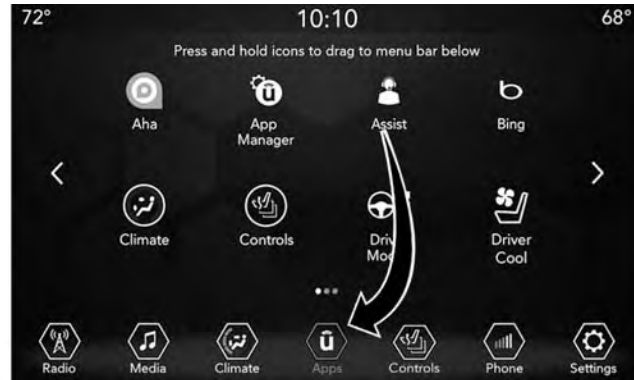 72° 10:10 68°
Press and hold icons to drag to menu bar below
Aha App Manager Assist Bing
Climate Controls Driver Cool
Radio Media Climate Apps Controls Phone Settings